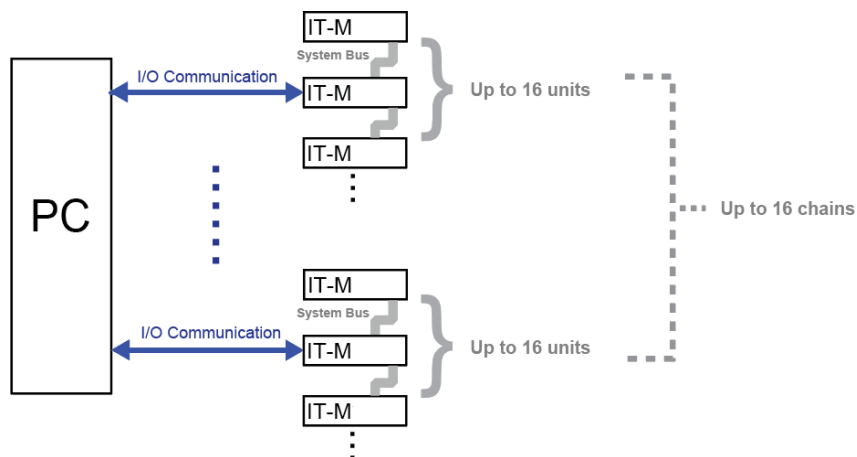 IT-M
System Bus
I/O Communication
IT-M
Up to 16 units
IT-M
PC
Up to 16 chains
IT-M
System Bus
I/O Communication
IT-M
Up to 16 units
IT-M